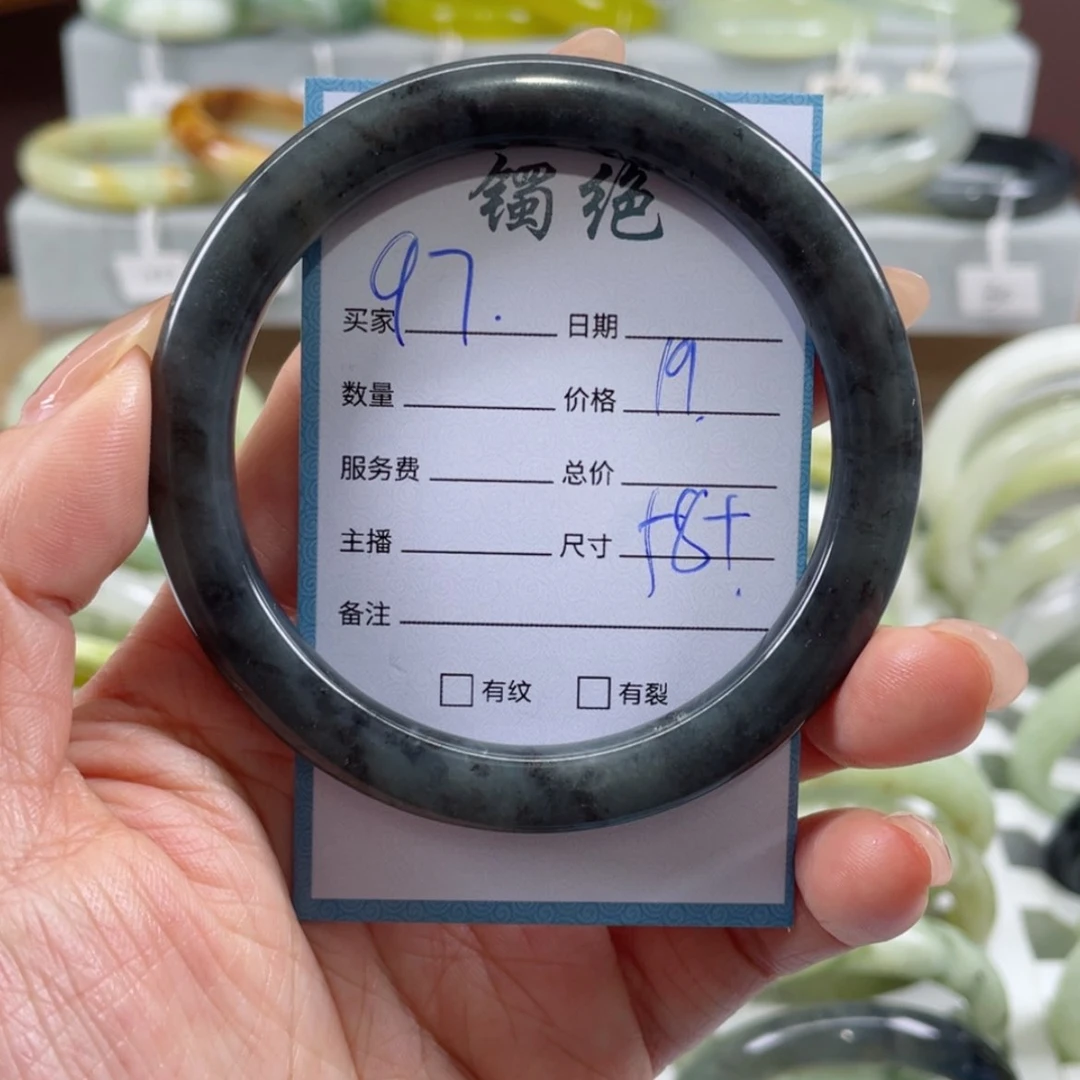 镯绝
97.
买家 日期
数量 价格 19.
服务费 总价
主播 尺寸 58+.
备注
□有纹 □有裂